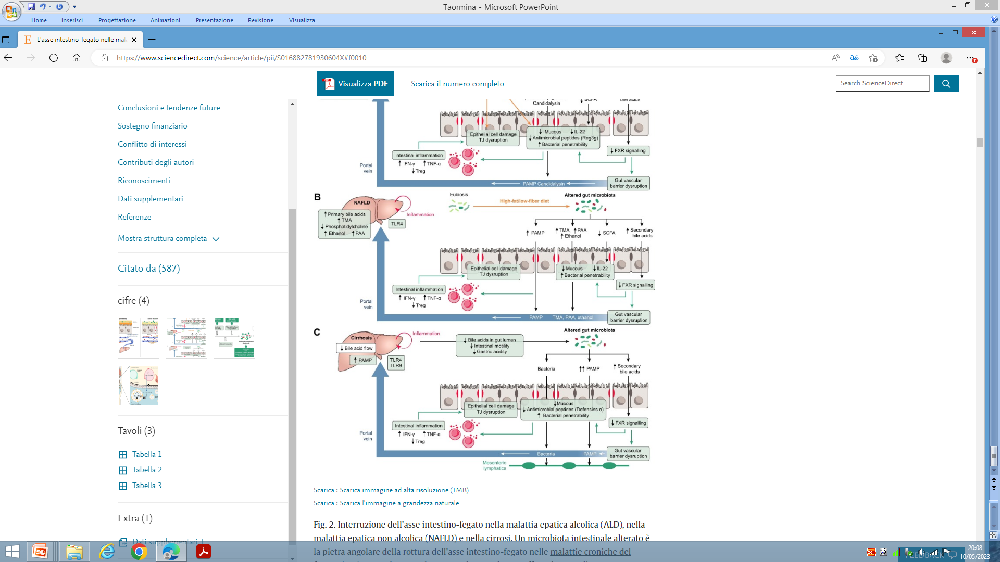 Taormina - Microsoft PowerPoint
Home Inserisci Progettazione Animazioni Presentazione Revisione Visualizza
L'asse intestino-fegato nelle mal
https://www.sciencedirect.com/science/article/pii/S016882781930604X#f0010
Visualizza PDF
Scarica il numero completo
Search ScienceDirect
Conclusioni e tendenze future
Sostegno finanziario
Conflitto di interessi
Contributi degli autori
Riconoscimenti
Dati supplementari
Referenze
Mostra struttura completa
Citato da (587)
cifre (4)
Tavoli (3)
Tabella 1
Tabella 2
Tabella 3
Extra (1)
Dati supplementari 1
Candidalysin
↓ SCFA
bile acids
Epithelial cell damage
TJ disruption
↓ Mucous ↓IL-22
↓ Antimicrobial peptides (Reg3g)
↑ Bacterial penetrability
↓ FXR signalling
Intestinal inflammation
↑ IFN-γ ↑ TNF-α
↓ Treg
Portal
vein
PAMP Candidalysin
Gut vascular
barrier disruption
B
NAFLD
↑ Primary bile acids
↑ TMA
↓ Phosphatidylcholine
↑ Ethanol ↑ PAA
TLR4
Inflammation
Eubiosis
High-fat/low-fiber diet
Altered gut microbiota
↑ PAMP
↑ TMA, ↑ PAA
↑ Ethanol
↓ SCFA
↑ Secondary
bile acids
Epithelial cell damage
TJ disruption
↓ Mucous ↓ IL-22
↑ Bacterial penetrability
↓ FXR signalling
Intestinal inflammation
↑ IFN-γ ↑ TNF-α
↓ Treg
Portal
vein
PAMP TMA, PAA, ethanol
Gut vascular
barrier disruption
C
Cirrhosis
↓ Bile acid flow
↑ PAMP
TLR4
TLR9
Inflammation
↓ Bile acids in gut lumen
↓ Intestinal motility
↓ Gastric acidity
Altered gut microbiota
Bacteria
↑↑ PAMP
↑ Secondary
bile acids
Epithelial cell damage
TJ disruption
↓Mucous
↓ Antimicrobial peptides (Defensins α)
↑ Bacterial penetrability
↓ FXR signalling
Intestinal inflammation
↑ IFN-γ ↑ TNF-α
↓ Treg
Portal
vein
Bacteria PAMP
Gut vascular
barrier disruption
Mesenteric
lymphatics
Scarica : Scarica immagine ad alta risoluzione (1MB)
Scarica : Scarica l'immagine a grandezza naturale
Fig. 2. Interruzione dell'asse intestino-fegato nella malattia epatica alcolica (ALD), nella
malattia epatica non alcolica (NAFLD) e nella cirrosi. Un microbiota intestinale alterato è
la pietra angolare della rottura dell'asse intestino-fegato nelle malattie croniche del
FEEDBACK
20:08
10/05/2023